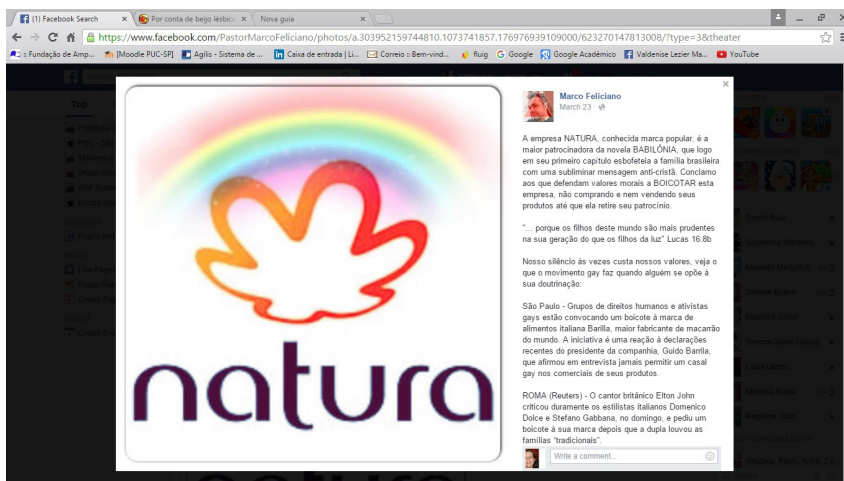 (1) Facebook Search
Por conta de beijo lésbico
Nova guia
https://www.facebook.com/PastorMarcoFeliciano/photos/a.303952159744810.1073741857.176976939109000/623270147813008/?type=3&theater
: Fundação de Amp...
[Moodle PUC-SP]
Agilis - Sistema de ...
Caixa de entrada | Li...
Correio :: Bem-vind...
fluig
Google
Google Acadêmico
Valdenise Lezier Ma...
YouTube
Top
natura
Marco Feliciano
March 23
A empresa NATURA, conhecida marca popular, é a
maior patrocinadora da novela BABILÔNIA, que logo
em seu primeiro capítulo esbofeteia a família brasileira
com uma subliminar mensagem anti-cristã. Conclamo
aos que defendam valores morais a BOICOTAR esta
empresa, não comprando e nem vendendo seus
produtos até que ela retire seu patrocínio.
"... porque os filhos deste mundo são mais prudentes
na sua geração do que os filhos da luz" Lucas 16:8b
Nosso silêncio às vezes custa nossos valores, veja o
que o movimento gay faz quando alguém se opõe à
sua doutrinação:
São Paulo - Grupos de direitos humanos e ativistas
gays estão convocando um boicote à marca de
alimentos italiana Barilla, maior fabricante de macarrão
do mundo. A iniciativa é uma reação à declarações
recentes do presidente da companhia, Guido Barrila,
que afirmou em entrevista jamais permitir um casal
gay nos comerciais de seus produtos.
ROMA (Reuters) - O cantor britânico Elton John
criticou duramente os estilistas italianos Domenico
Dolce e Stefano Gabbana, no domingo, e pediu um
boicote à sua marca depois que a dupla louvou as
famílias "tradicionais".
Write a comment...